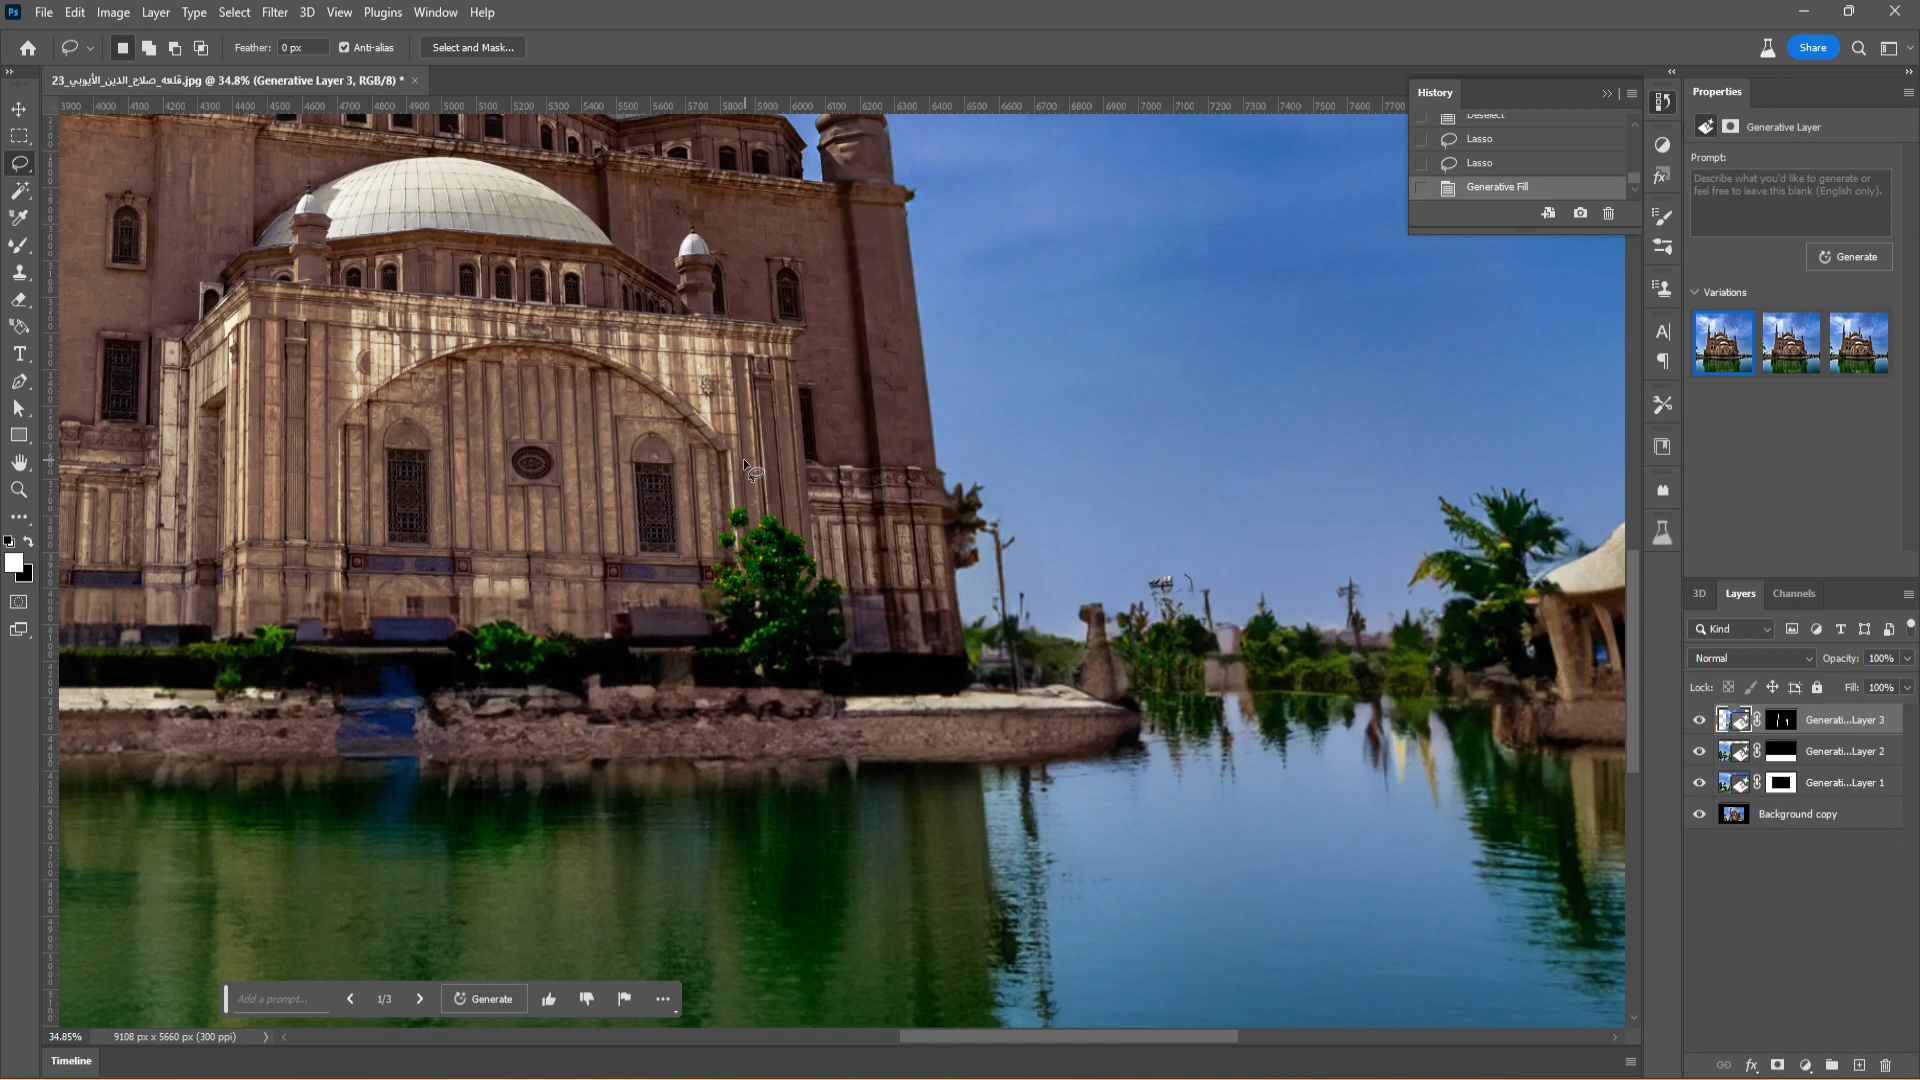 Ps File Edit Image Layer Type Select Filter 3D View Plugins Window Help
Feather: 0 px Anti-alias Select and Mask... Share
23_قلعه_صلاح_الدين_الأيوبي.jpg @ 34.8% (Generative Layer 3, RGB/8) * ×
3900 4000 4100 4200 4300 4400 4500 4600 4700 4800 4900 5000 5100 5200 5300 5400 5500 5600 5700 5800 5900 6000 6100 6200 6300 6400 6500 6600 6700 6800 6900 7000 7100 7200 7300 7400 7500 7600 7700
History
Deselect
Lasso
Lasso
Generative Fill
Properties
Generative Layer
Prompt:
Describe what you'd like to generate or
feel free to leave this blank (English only).
Generate
Variations
3D Layers Channels
Kind
Normal Opacity: 100%
Lock: Fill: 100%
Generati...Layer 3
Generati...Layer 2
Generati...Layer 1
Background copy
Add a prompt... 1/3 Generate
34.85% 9108 px x 5660 px (300 ppi)
Timeline